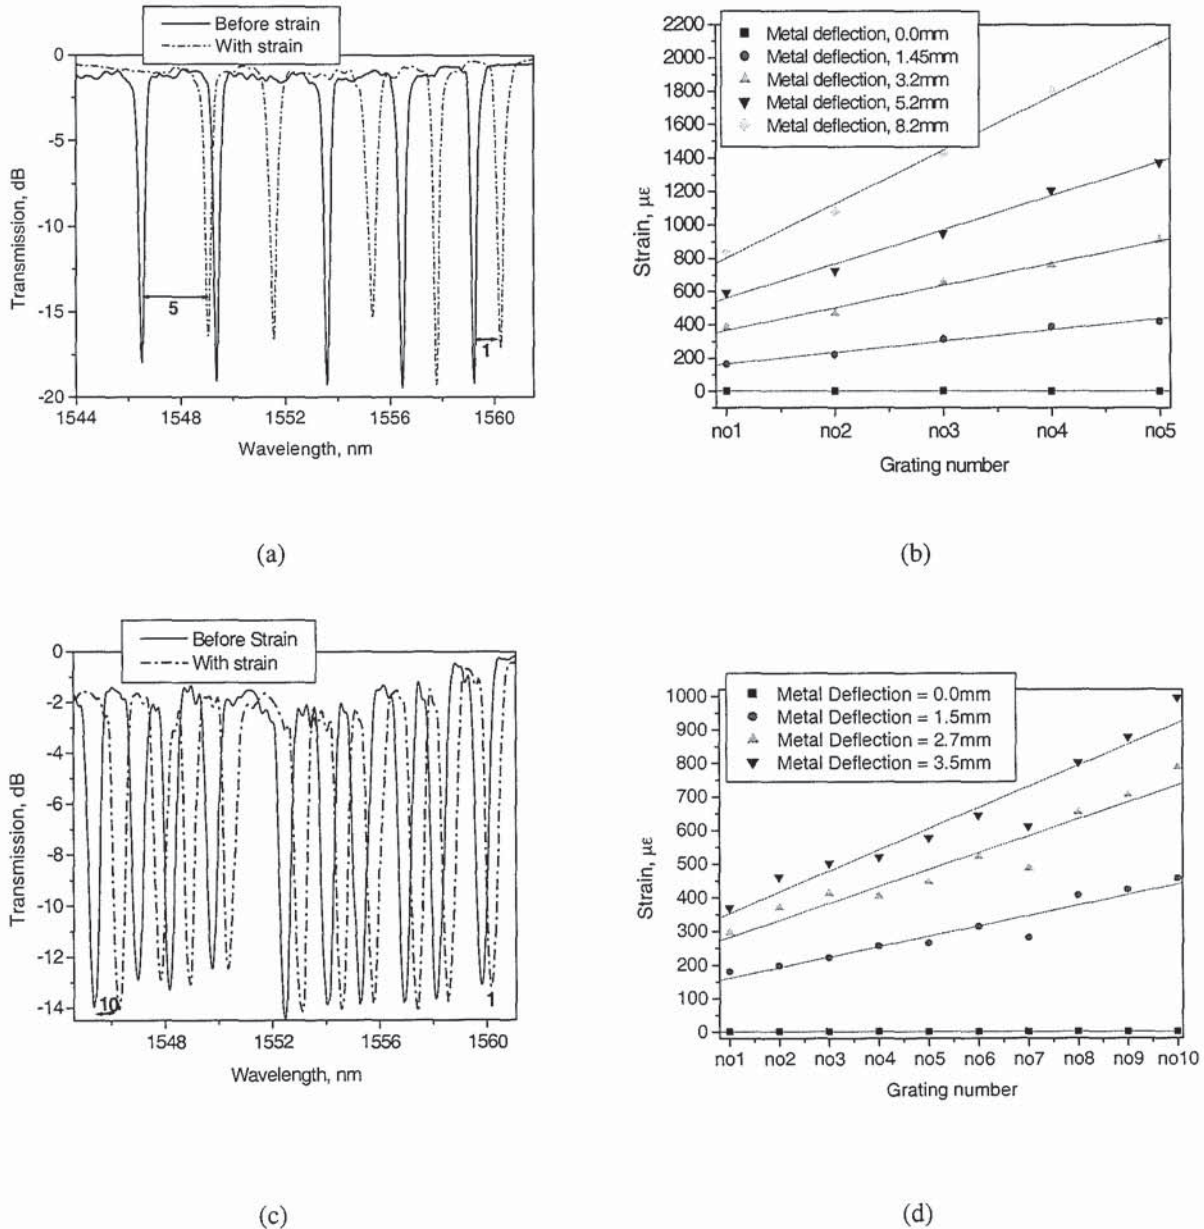 Before strain
With strain
0
-5
-10
-15
-20
Transmission, dB
5
1
1544
1548
1552
1556
1560
Wavelength, nm
(a)
Metal deflection, 0.0mm
Metal deflection, 1.45mm
Metal deflection, 3.2mm
Metal deflection, 5.2mm
Metal deflection, 8.2mm
2200
2000
1800
1600
1400
1200
1000
800
600
400
200
0
Strain, με
no1
no2
no3
no4
no5
Grating number
(b)
Before Strain
With strain
0
-2
-4
-6
-8
-10
-12
-14
Transmission, dB
10
1
1548
1552
1556
1560
Wavelength, nm
(c)
Metal Deflection = 0.0mm
Metal Deflection = 1.5mm
Metal Deflection = 2.7mm
Metal Deflection = 3.5mm
1000
900
800
700
600
500
400
300
200
100
0
Strain, με
no1
no2
no3
no4
no5
no6
no7
no8
no9
no10
Grating number
(d)